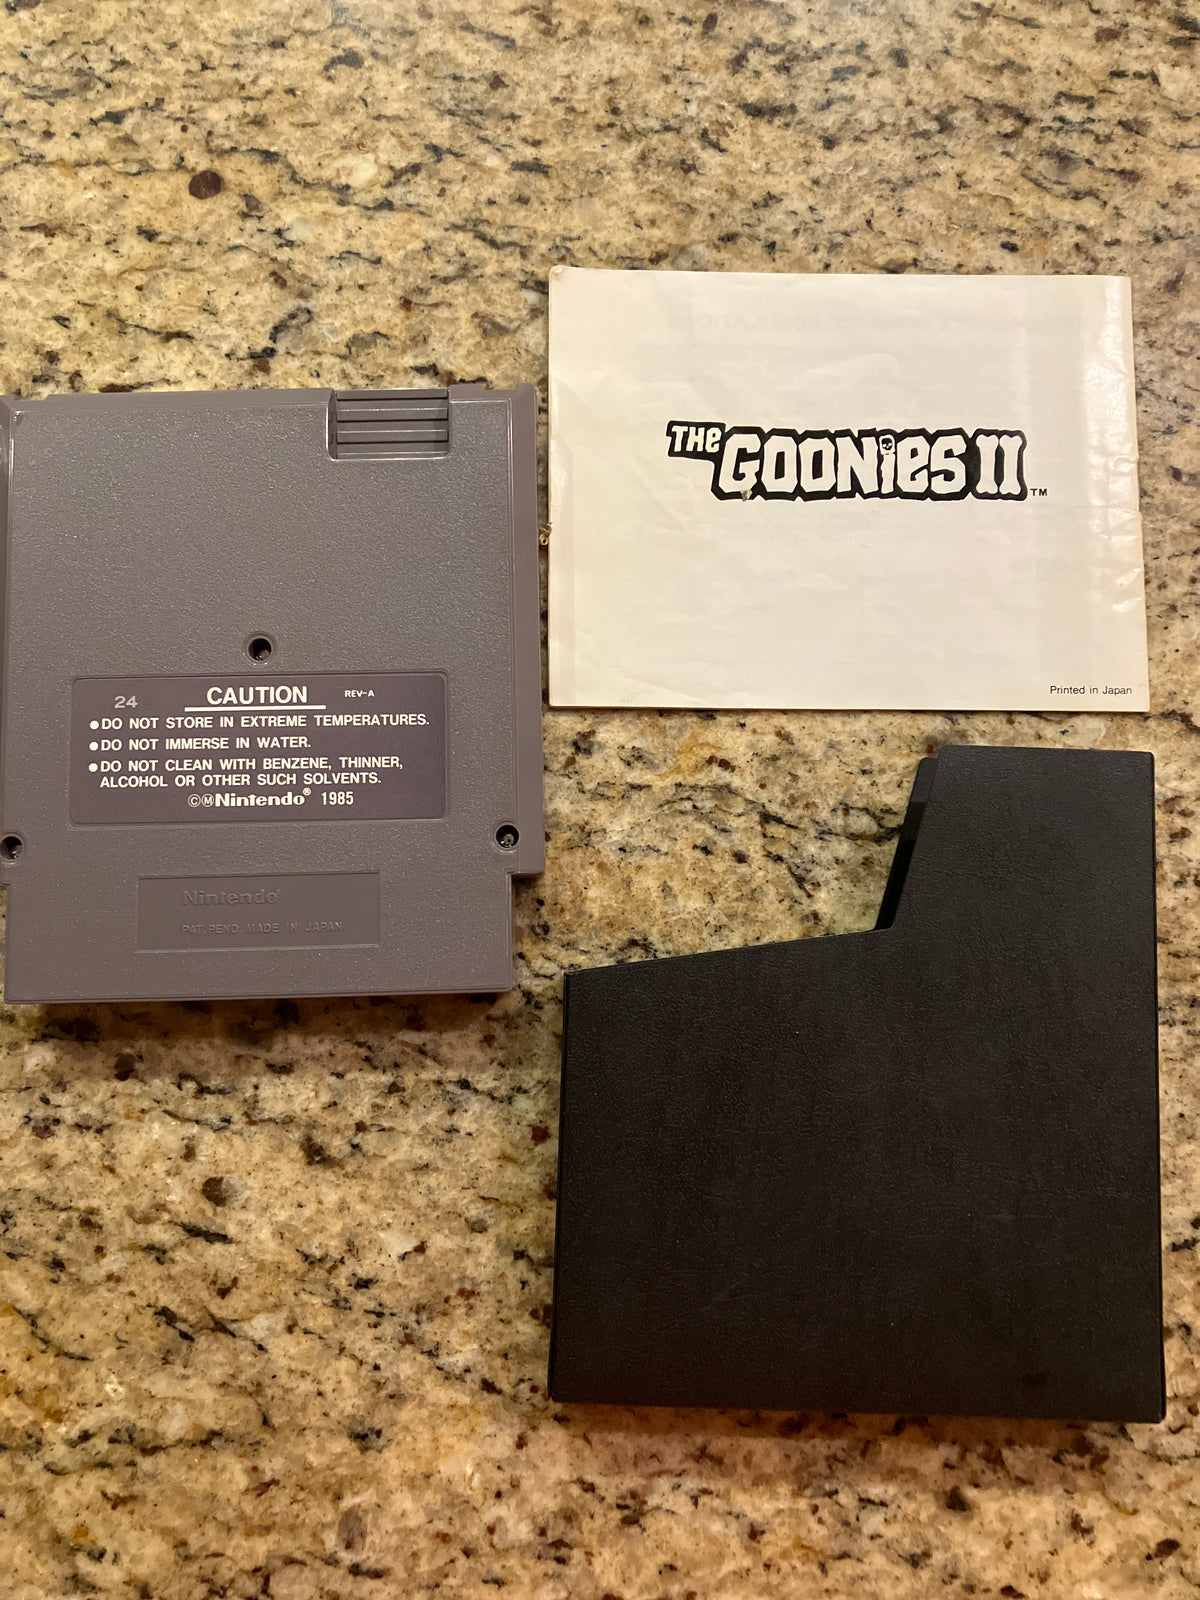 24 CAUTION REV-A
●DO NOT STORE IN EXTREME TEMPERATURES.
●DO NOT IMMERSE IN WATER.
●DO NOT CLEAN WITH BENZENE, THINNER,
ALCOHOL OR OTHER SUCH SOLVENTS.
ⒸⓂNintendo® 1985
Nintendo®
PAT.PEND. MADE IN JAPAN
THE GOONIES II™
Printed in Japan